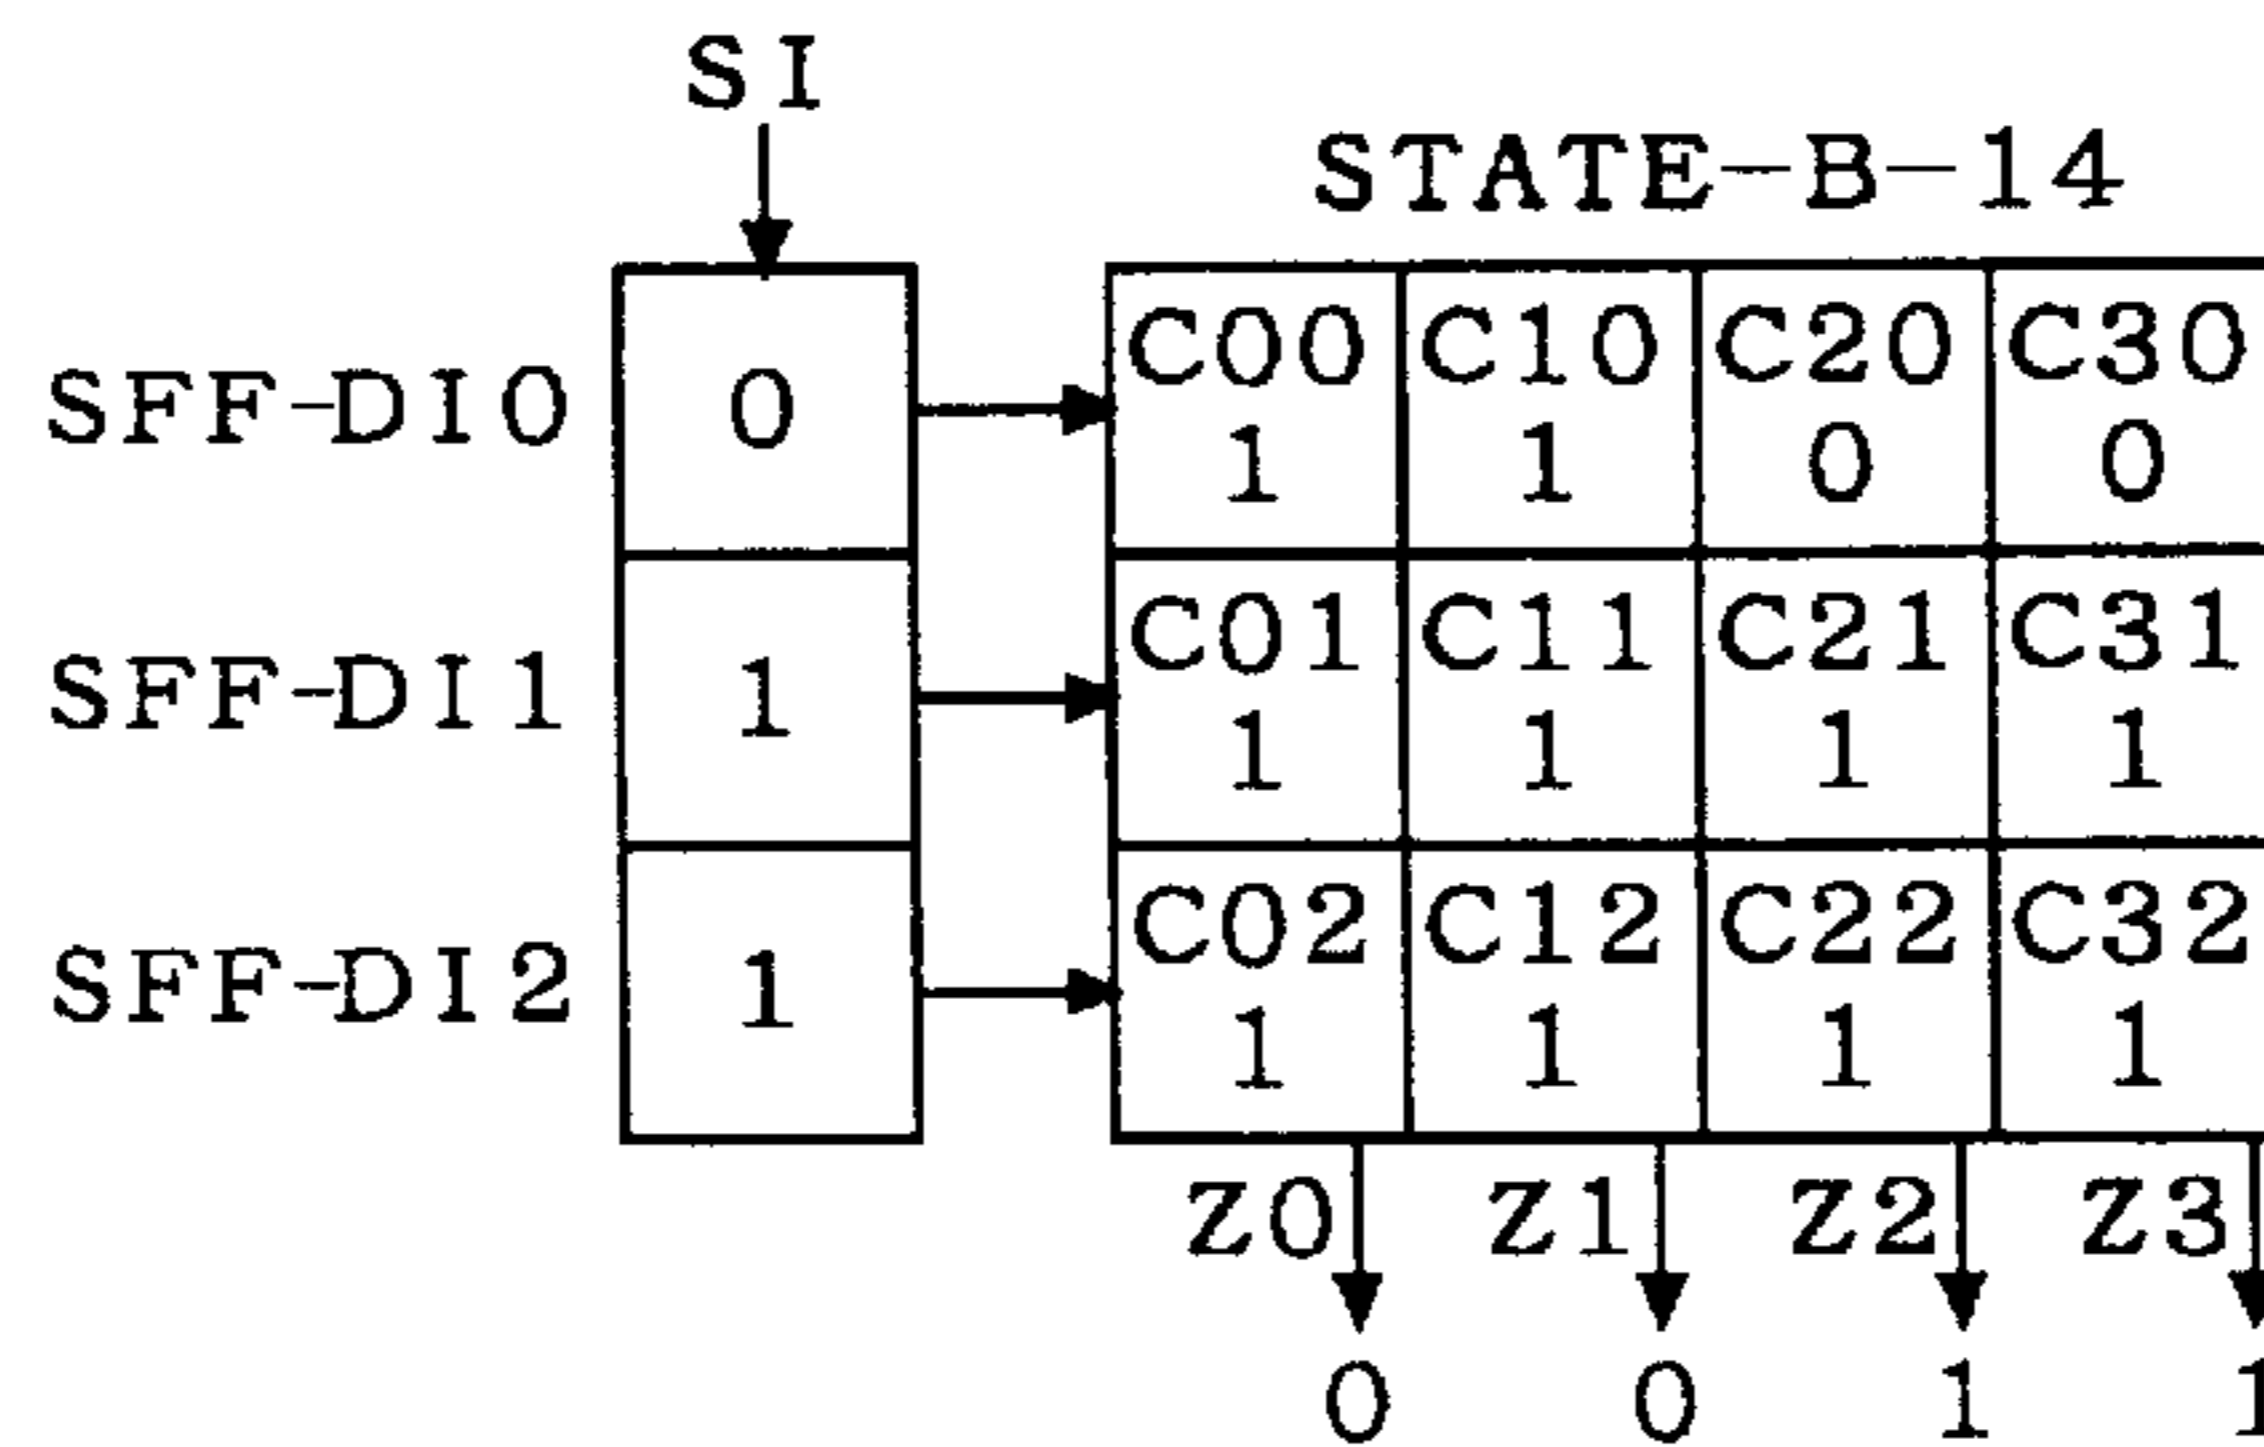 SI
STATE-B-14
C00 C10 C20 C30
SFF-DI0 0 1 1 0 0
C01 C11 C21 C31
SFF-DI1 1 1 1 1 1
C02 C12 C22 C32
SFF-DI2 1 1 1 1 1
Z0 Z1 Z2 Z3
0 0 1 1